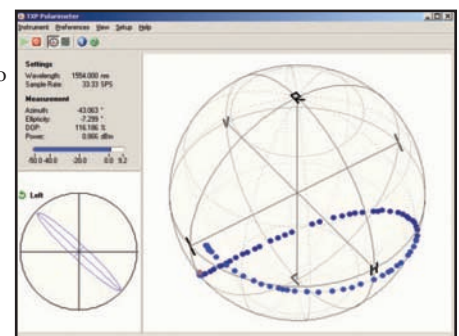 TXP Polarimeter
Instrument Preferences View Setup Help
Settings
Wavelength: 1554.000 nm
Sample Rate: 33.33 SPS
Measurement
Azimuth: -43.063 °
Ellipticity: -7.299 °
DOP: 116.186 %
Power: 0.966 dBm
-50.0 -40.0 -20.0 0.0 9.2
Left
R
V
H
L
o